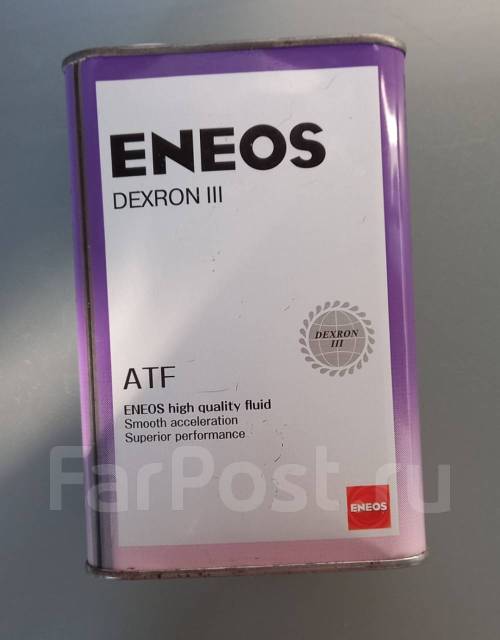 ENEOS
DEXRON III
DEXRON
III
ATF
ENEOS high quality fluid
Smooth acceleration
Superior performance
FarPost.ru
ENEOS